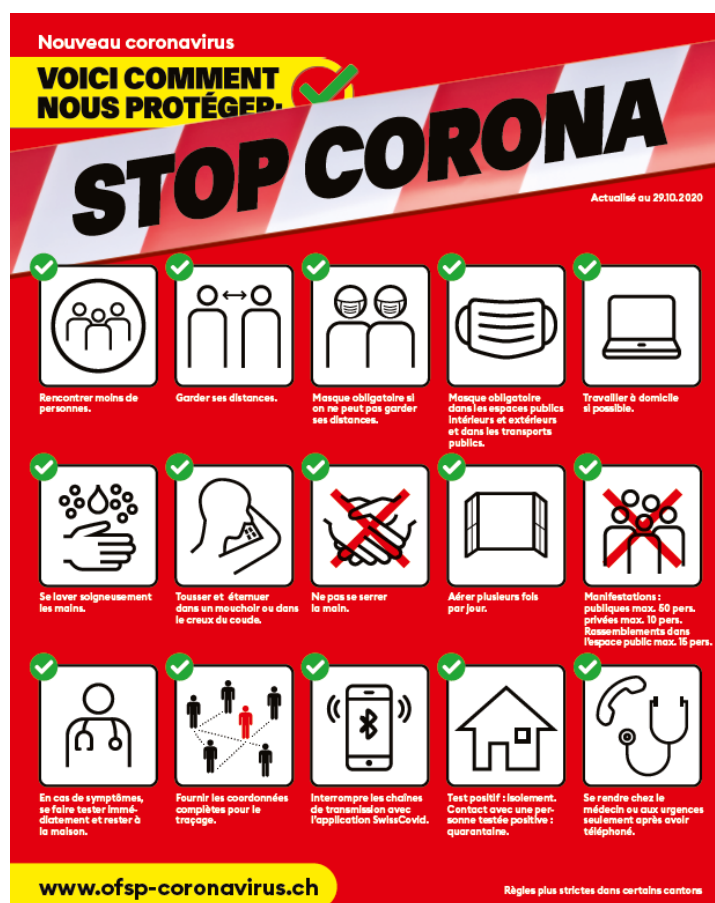 Nouveau coronavirus
VOICI COMMENT
NOUS PROTÉGER:
STOP CORONA
Actualisé au 29.10.2020
Rencontrer moins de
personnes.
Garder ses distances.
Masque obligatoire si
on ne peut pas garder
ses distances.
Masque obligatoire
dans les espaces publics
intérieurs et extérieurs
et dans les transports
publics.
Travailler à domicile
si possible.
Se laver soigneusement
les mains.
Tousser et éternuer
dans un mouchoir ou dans
le creux du coude.
Ne pas se serrer
la main.
Aérer plusieurs fois
par jour.
Manifestations :
publiques max. 50 pers.
privées max. 10 pers.
Rassemblements dans
l'espace public max. 15 pers.
En cas de symptômes,
se faire tester immé-
diatement et rester à
la maison.
Fournir les coordonnées
complètes pour le
traçage.
Interrompre les chaînes
de transmission avec
l'application SwissCovid.
Test positif : isolement.
Contact avec une per-
sonne testée positive :
quarantaine.
Se rendre chez le
médecin ou aux urgences
seulement après avoir
téléphoné.
www.ofsp-coronavirus.ch
Règles plus strictes dans certains cantons